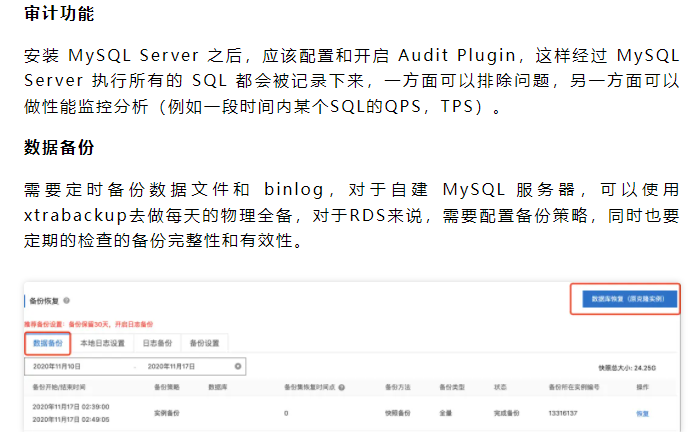 审计功能
安装 MySQL Server 之后，应该配置和开启 Audit Plugin，这样经过 MySQL
Server 执行所有的 SQL 都会被记录下来，一方面可以排除问题，另一方面可以
做性能监控分析（例如一段时间内某个SQL的QPS，TPS）。
数据备份
需要定时备份数据文件和 binlog，对于自建 MySQL 服务器，可以使用
xtrabackup去做每天的物理全备，对于RDS来说，需要配置备份策略，同时也要
定期的检查的备份完整性和有效性。
备份恢复
数据库恢复（原克隆实例）
推荐备份设置：备份保留30天，开启日志备份
数据备份 本地日志设置 日志备份 备份设置
2020年11月10日 - 2020年11月17日
快照总大小: 24.25G
备份开始/结束时间 备份策略 数据库 备份集恢复时间点 备份方法 备份类型 状态 备份所在实例编号 操作
2020年11月17日 02:39:00
2020年11月17日 02:49:05
实例备份 0 快照备份 全量 完成备份 13316137 恢复